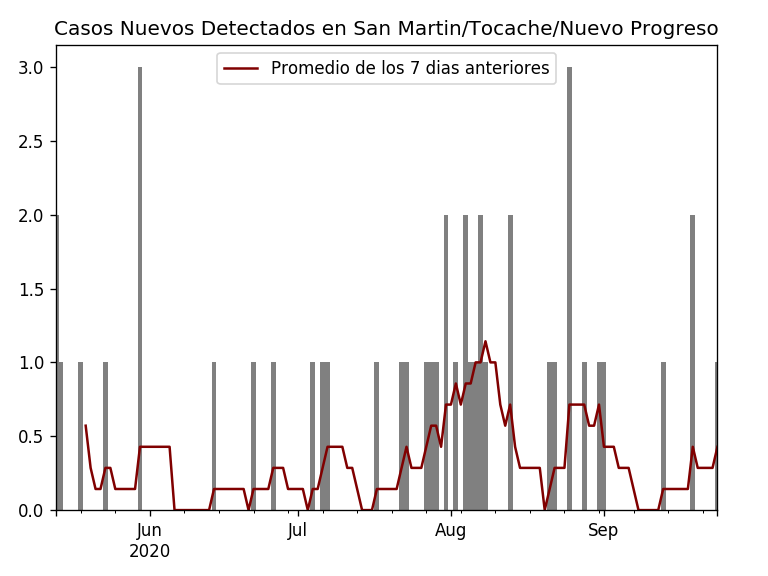 Casos Nuevos Detectados en San Martin/Tocache/Nuevo Progreso
Promedio de los 7 dias anteriores
3.0
2.5
2.0
1.5
1.0
0.5
0.0
Jun
2020
Jul
Aug
Sep